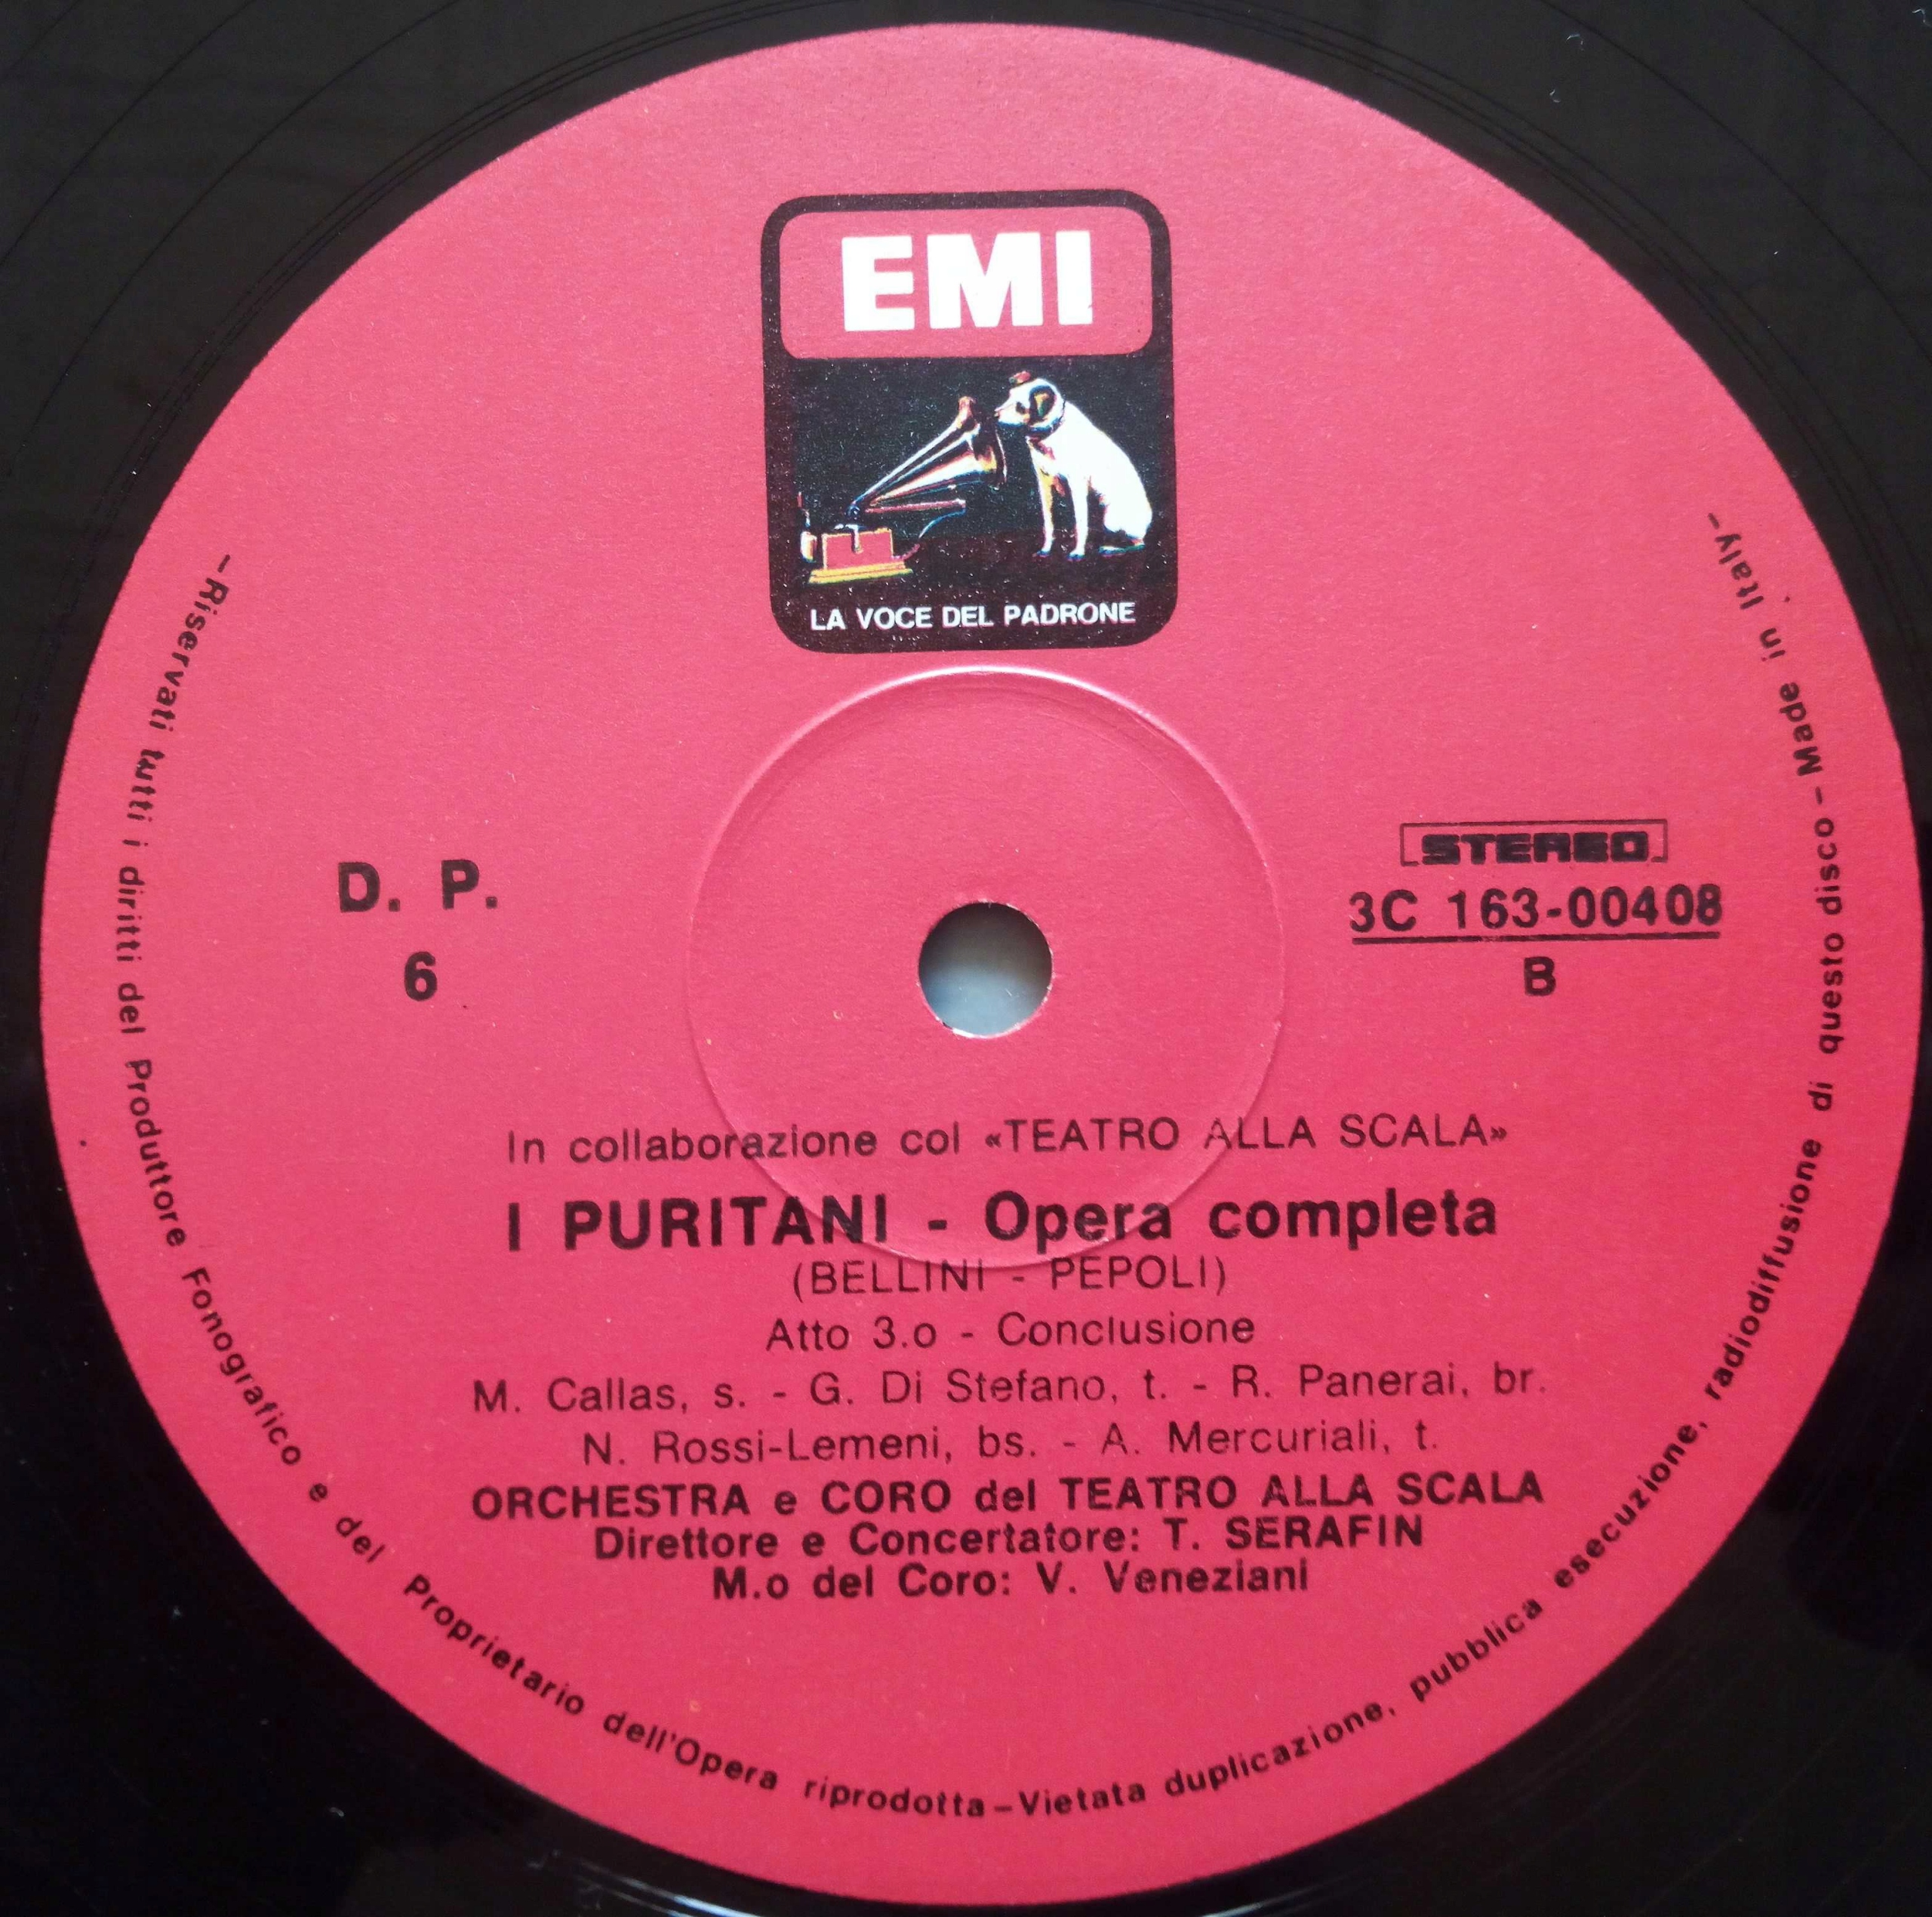 EMI
LA VOCE DEL PADRONE
D. P.
6
STEREO
3C 163-00408
B
In collaborazione col «TEATRO ALLA SCALA»
I PURITANI - Opera completa
(BELLINI - PEPOLI)
Atto 3.o - Conclusione
M. Callas, s. - G. Di Stefano, t. - R. Panerai, br.
N. Rossi-Lemeni, bs. - A. Mercuriali, t.
ORCHESTRA e CORO del TEATRO ALLA SCALA
Direttore e Concertatore: T. SERAFIN
M.o del Coro: V. Veneziani
-Riservati tutti i diritti del Produttore Fonografico e del Proprietario dell'Opera riprodotta-Vietata duplicazione, pubblica esecuzione, radiodiffusione di questo disco - Made in Italy-